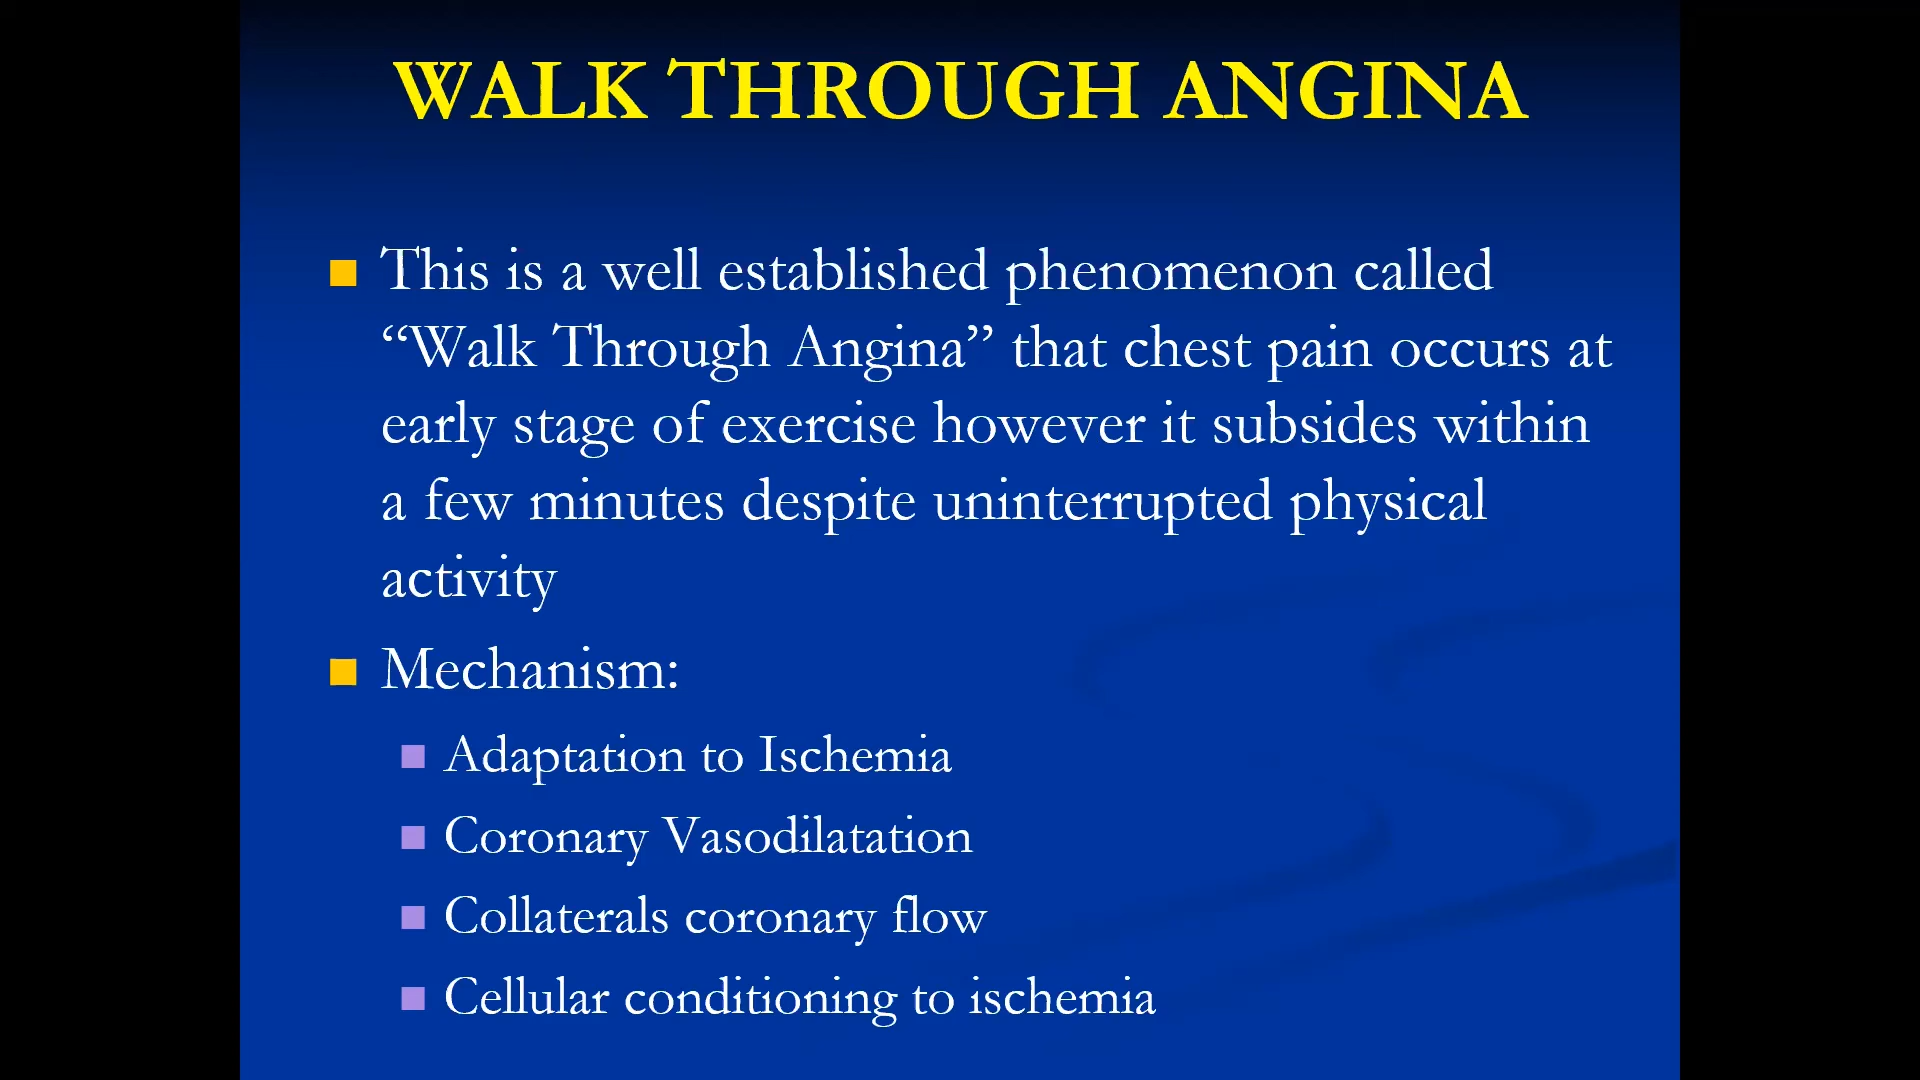 WALK THROUGH ANGINA
This is a well established phenomenon called
“Walk Through Angina” that chest pain occurs at
early stage of exercise however it subsides within
a few minutes despite uninterrupted physical
activity
Mechanism:
Adaptation to Ischemia
Coronary Vasodilatation
Collaterals coronary flow
Cellular conditioning to ischemia